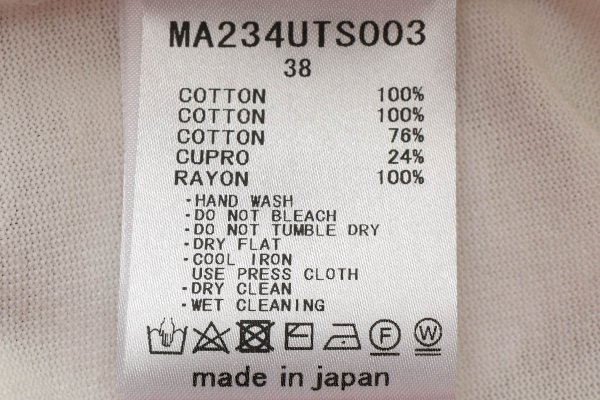 MA234UTS003
38
COTTON 100%
COTTON 100%
COTTON 76%
CUPRO 24%
RAYON 100%
·HAND WASH
·DO NOT BLEACH
·DO NOT TUMBLE DRY
·DRY FLAT
·COOL IRON
USE PRESS CLOTH
·DRY CLEAN
·WET CLEANING
F W
made in japan